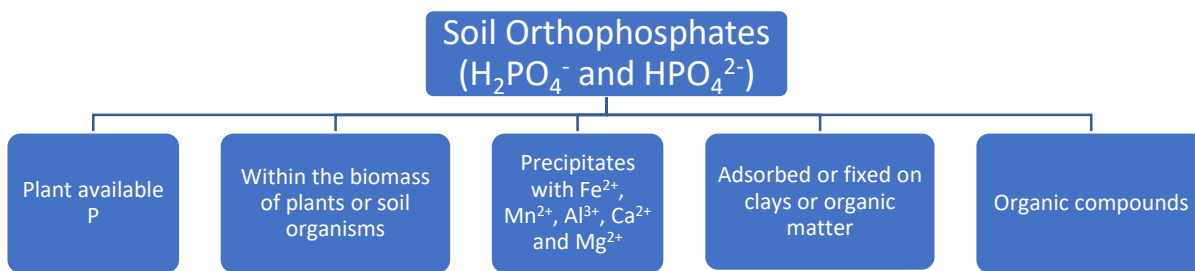 Soil Orthophosphates
(H₂PO₄⁻ and HPO₄²⁻)
Plant available
P
Within the biomass
of plants or soil
organisms
Precipitates
with Fe²⁺,
Mn²⁺, Al³⁺, Ca²⁺
and Mg²⁺
Adsorbed or fixed on
clays or organic
matter
Organic compounds